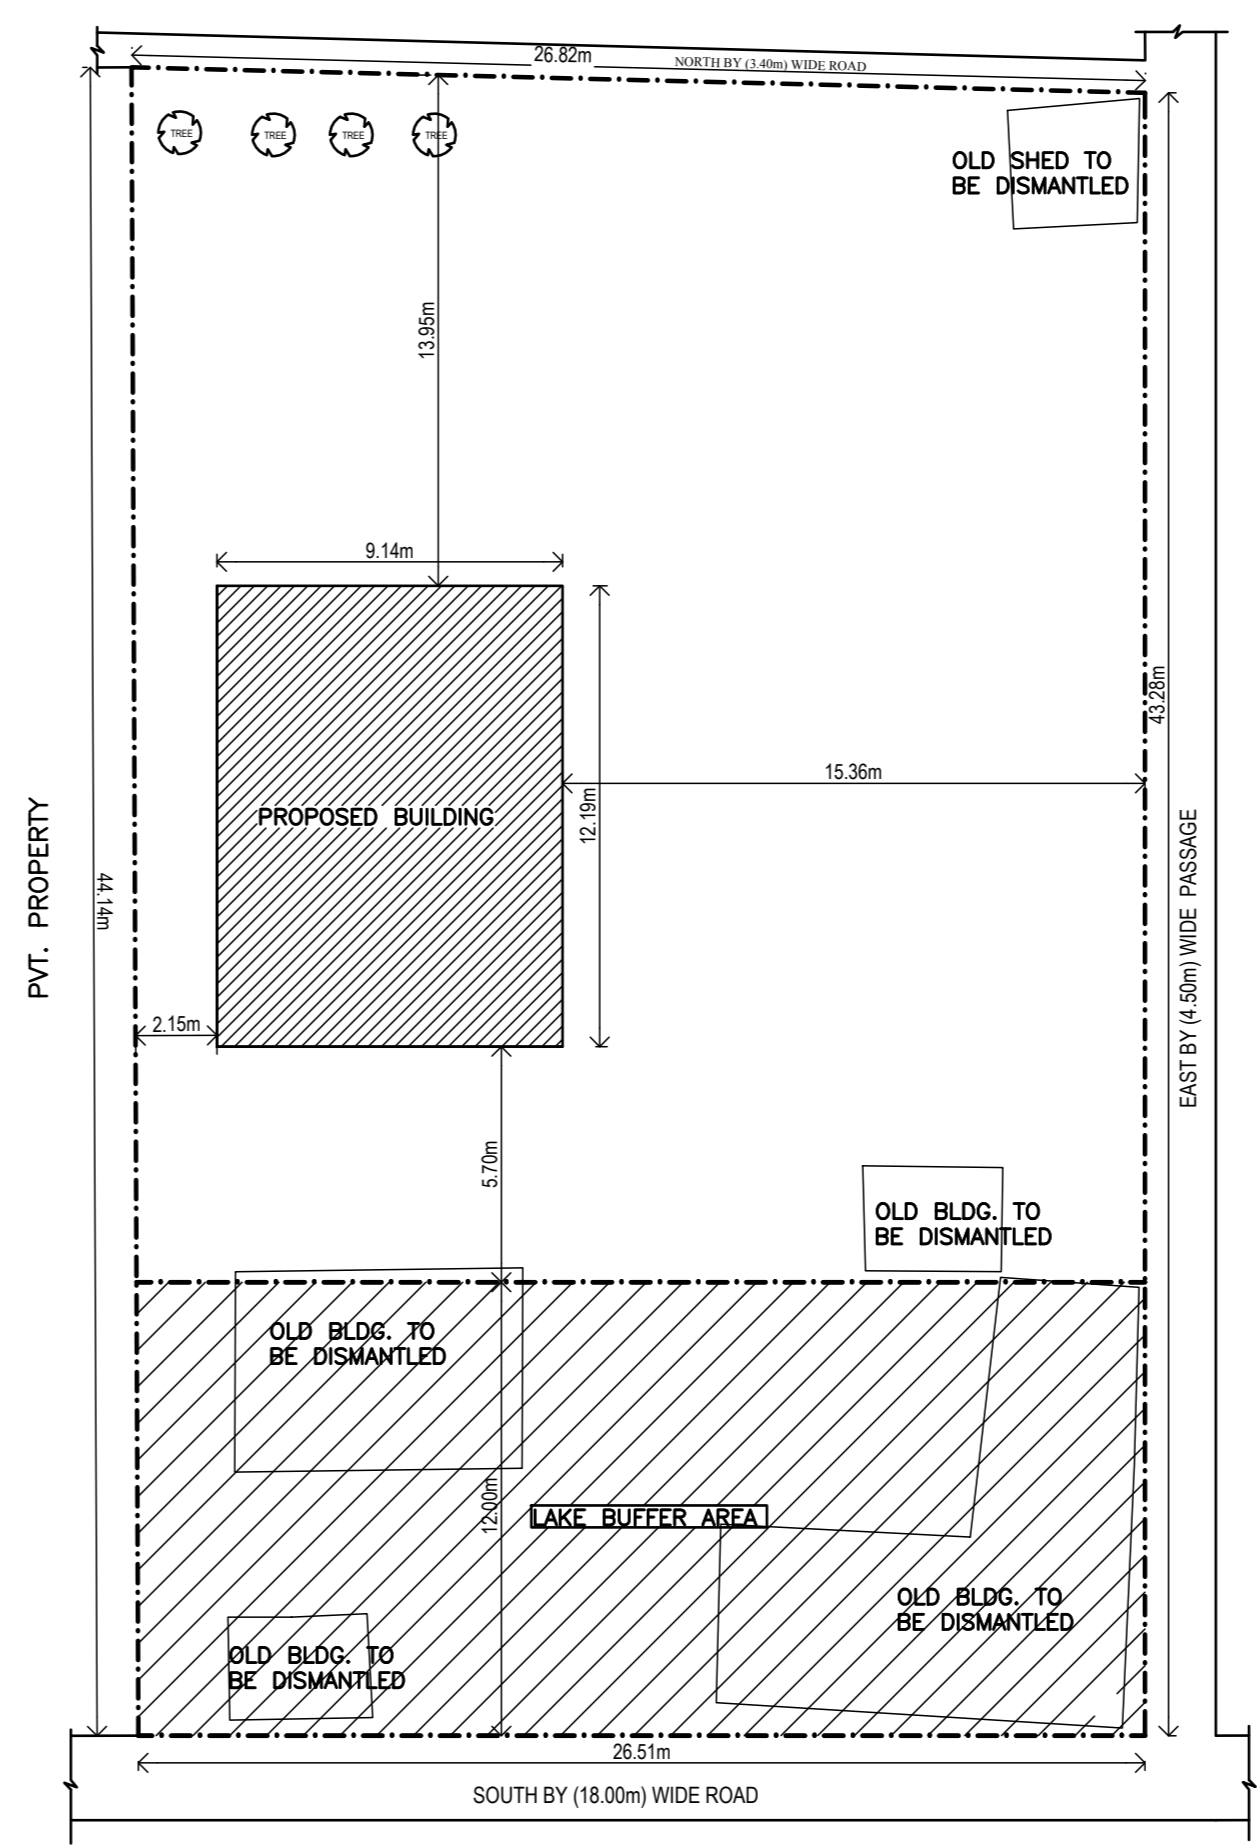 26.82m
NORTH BY (3.40m) WIDE ROAD
TREE
TREE
TREE
TREE
OLD SHED TO
BE DISMANTLED
13.95m
9.14m
43.28m
15.36m
12.19m
PROPOSED BUILDING
PVT. PROPERTY
44.14m
EAST BY (4.50m) WIDE PASSAGE
2.15m
5.70m
OLD BLDG. TO
BE DISMANTLED
OLD BLDG. TO
BE DISMANTLED
12.00m
LAKE BUFFER AREA
OLD BLDG. TO
BE DISMANTLED
OLD BLDG. TO
BE DISMANTLED
26.51m
SOUTH BY (18.00m) WIDE ROAD